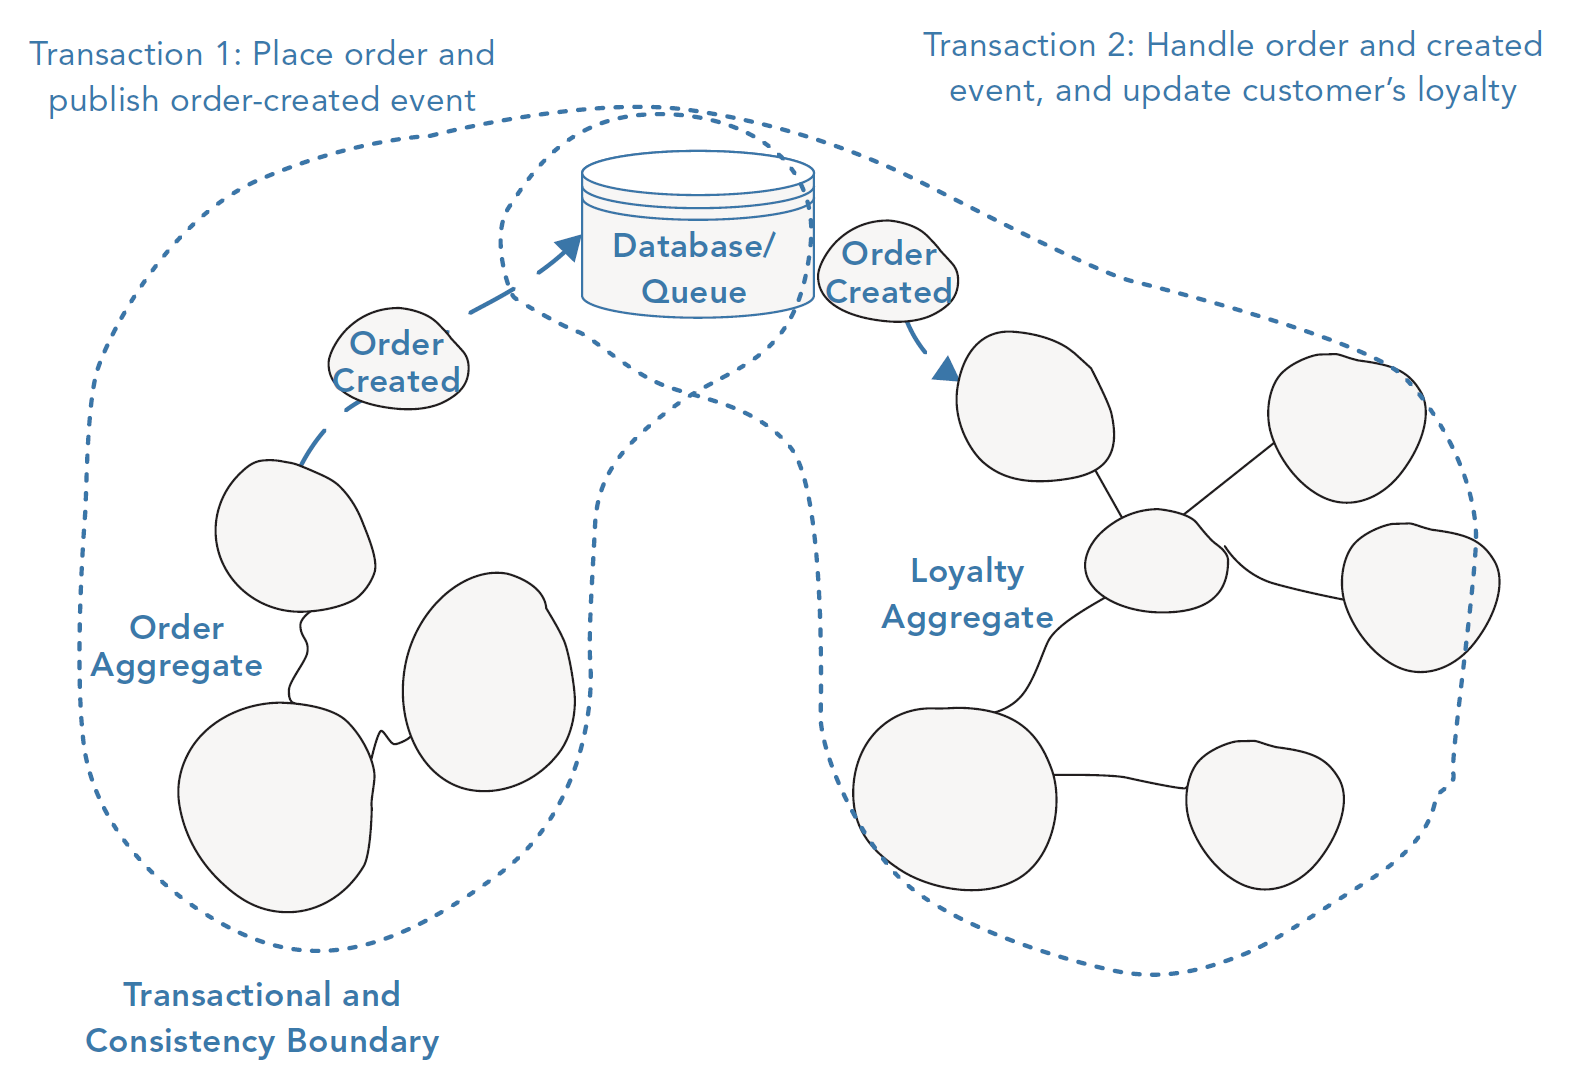 Transaction 1: Place order and
publish order-created event
Transaction 2: Handle order and created
event, and update customer’s loyalty
Database/
Queue
Order
Created
Order
Created
Order
Aggregate
Loyalty
Aggregate
Transactional and
Consistency Boundary